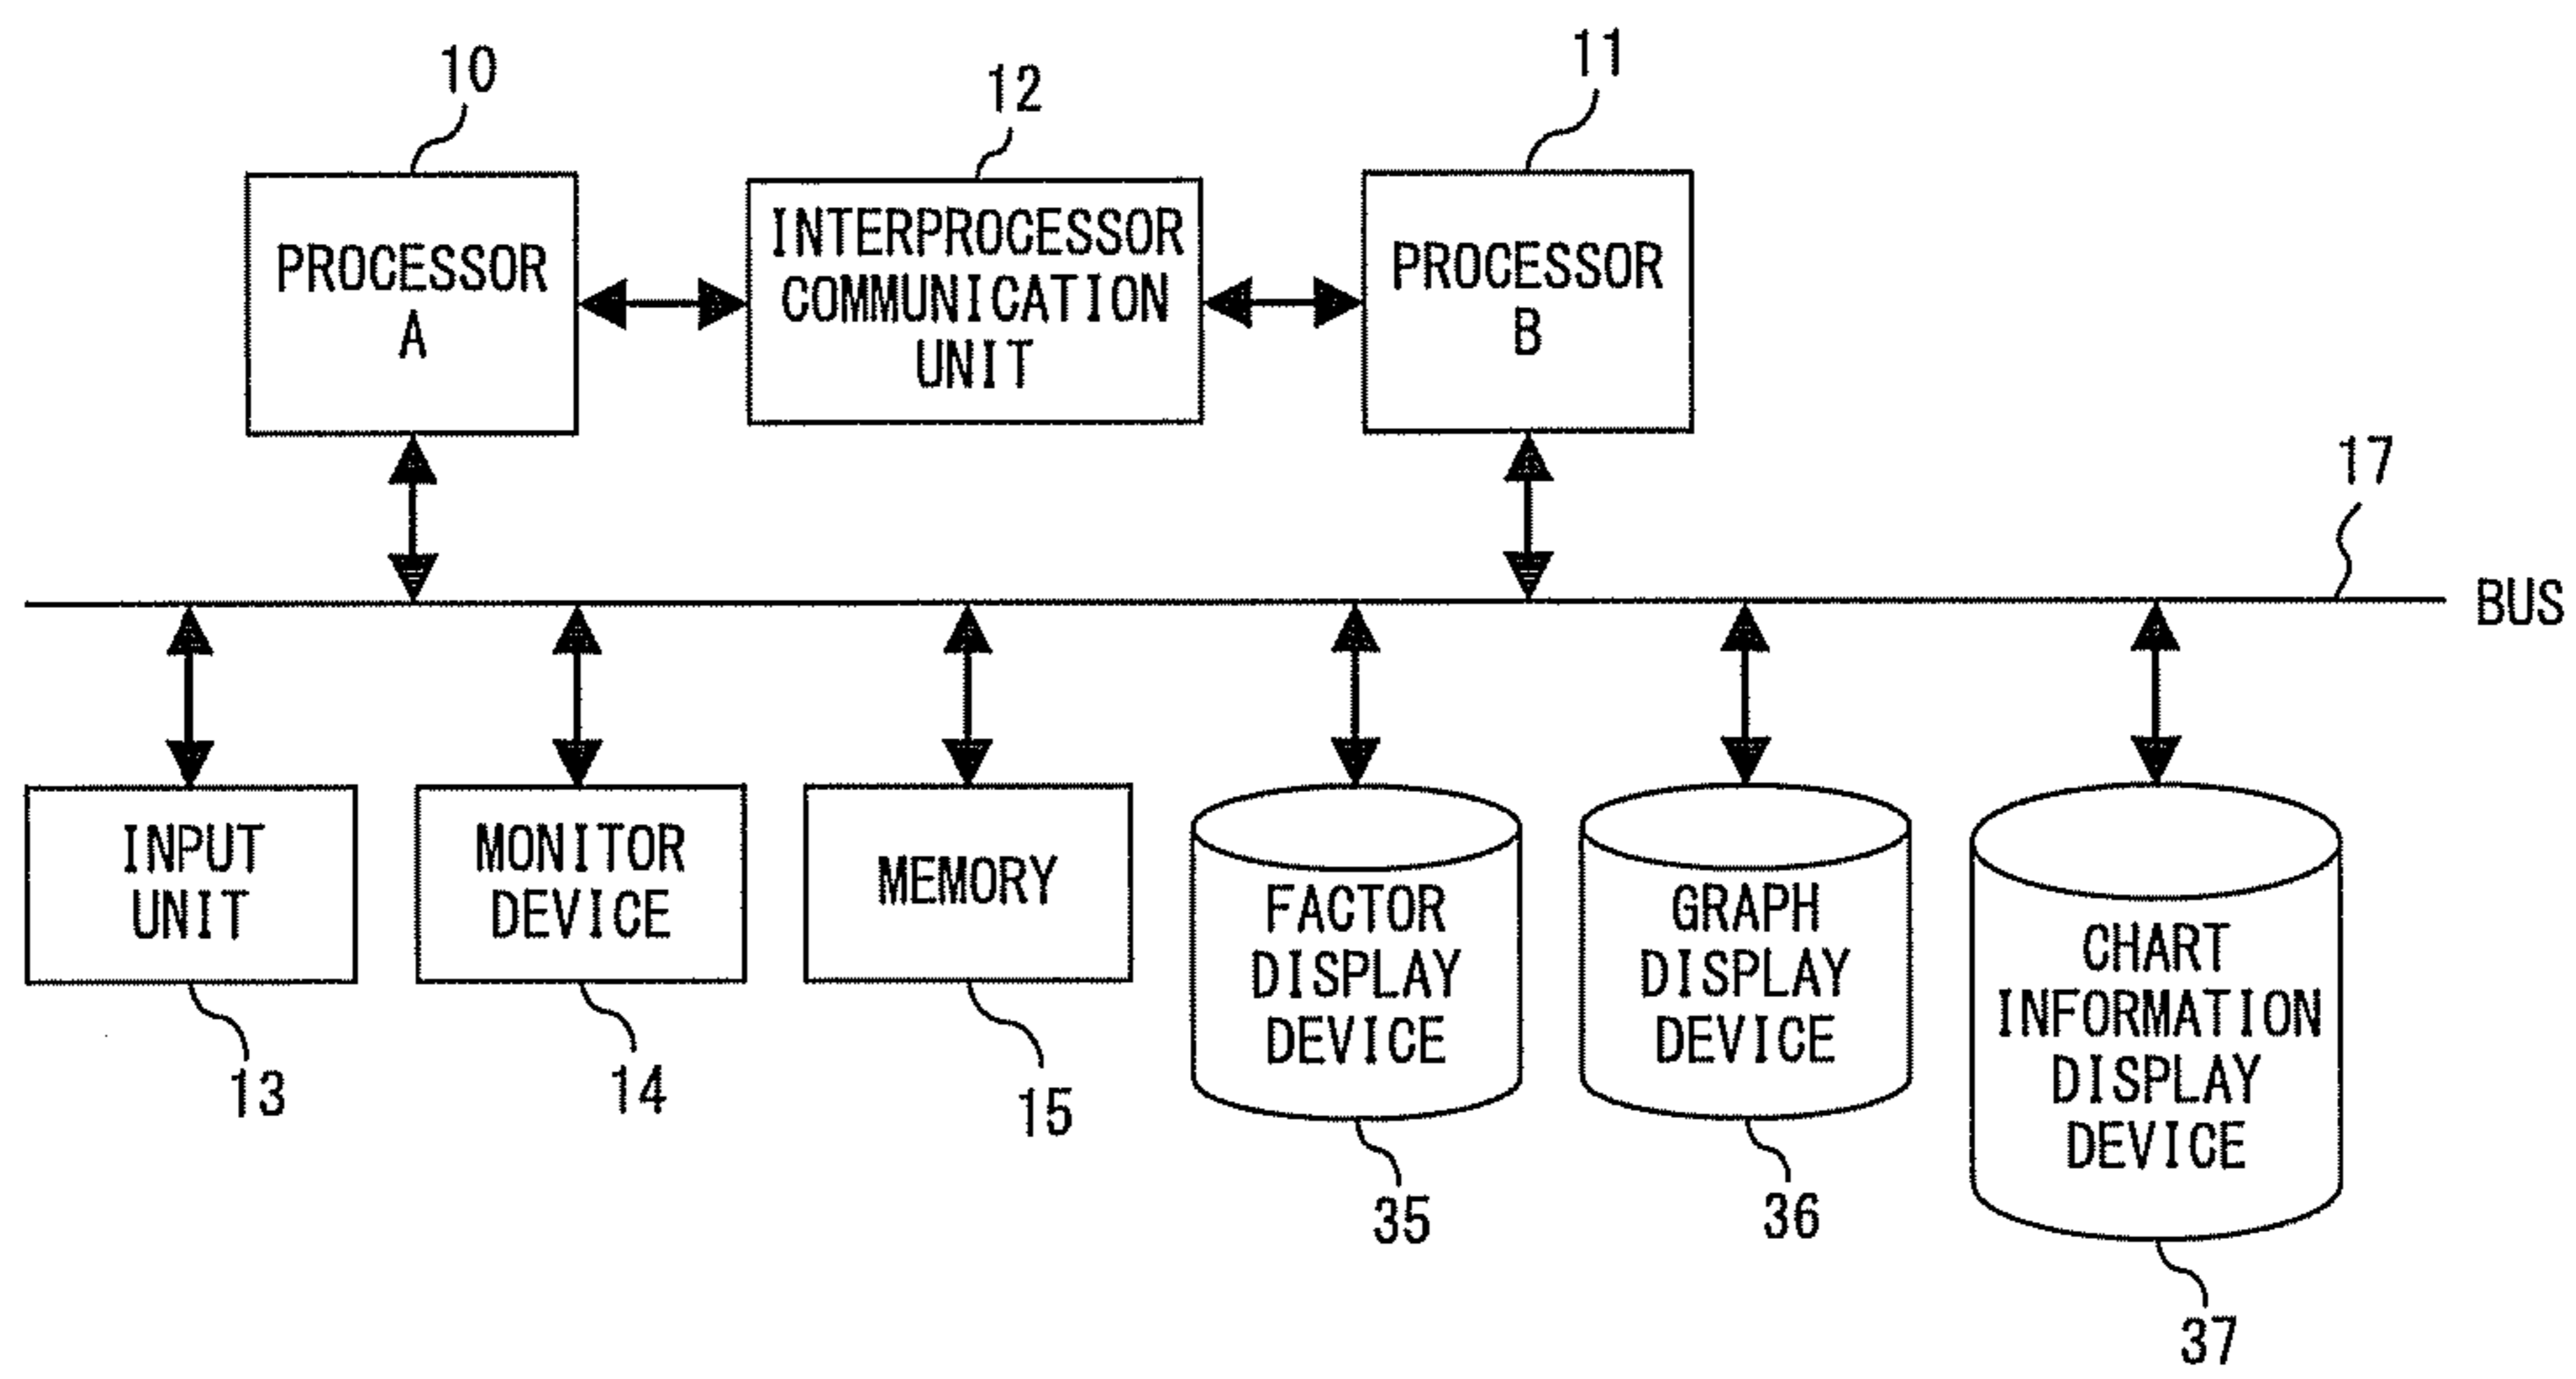 10
12
11
PROCESSOR
A
INTERPROCESSOR
COMMUNICATION
UNIT
PROCESSOR
B
17
BUS
INPUT
UNIT
MONITOR
DEVICE
MEMORY
FACTOR
DISPLAY
DEVICE
GRAPH
DISPLAY
DEVICE
CHART
INFORMATION
DISPLAY
DEVICE
13
14
15
35
36
37